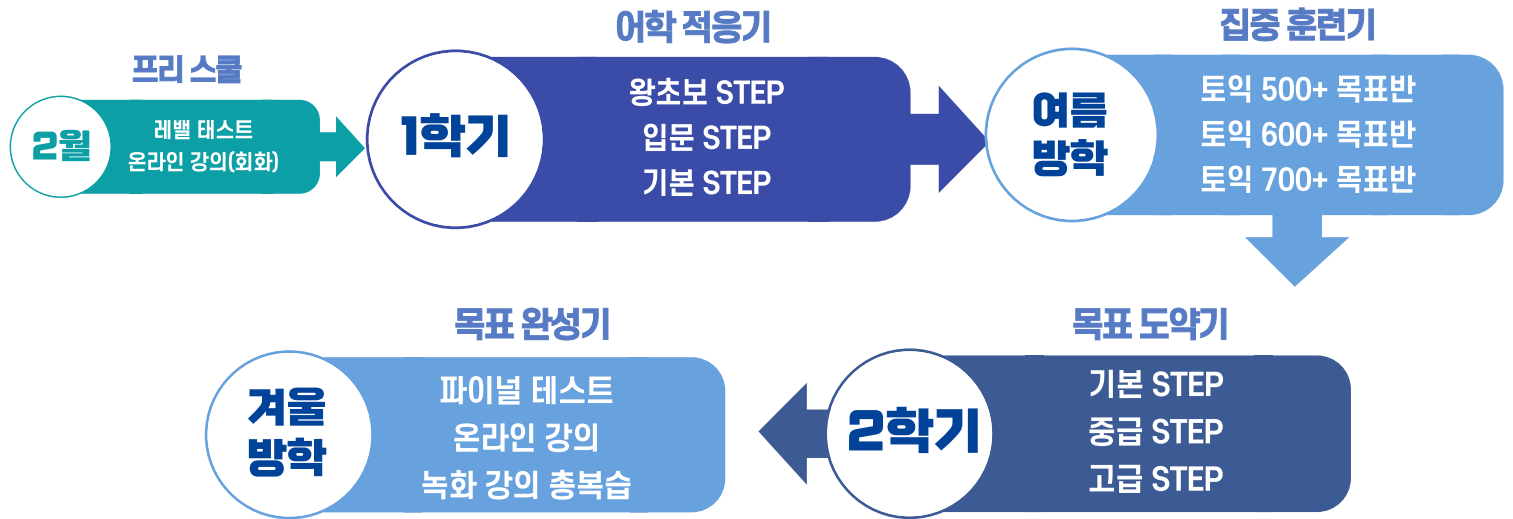 프리 스쿨
2월
레밸 태스트
온라인 강의(회화)
어학 적응기
1학기
왕초보 STEP
입문 STEP
기본 STEP
집중 훈련기
여름
방학
토익 500+ 목표반
토익 600+ 목표반
토익 700+ 목표반
목표 도약기
2학기
기본 STEP
중급 STEP
고급 STEP
목표 완성기
겨울
방학
파이널 테스트
온라인 강의
녹화 강의 총복습